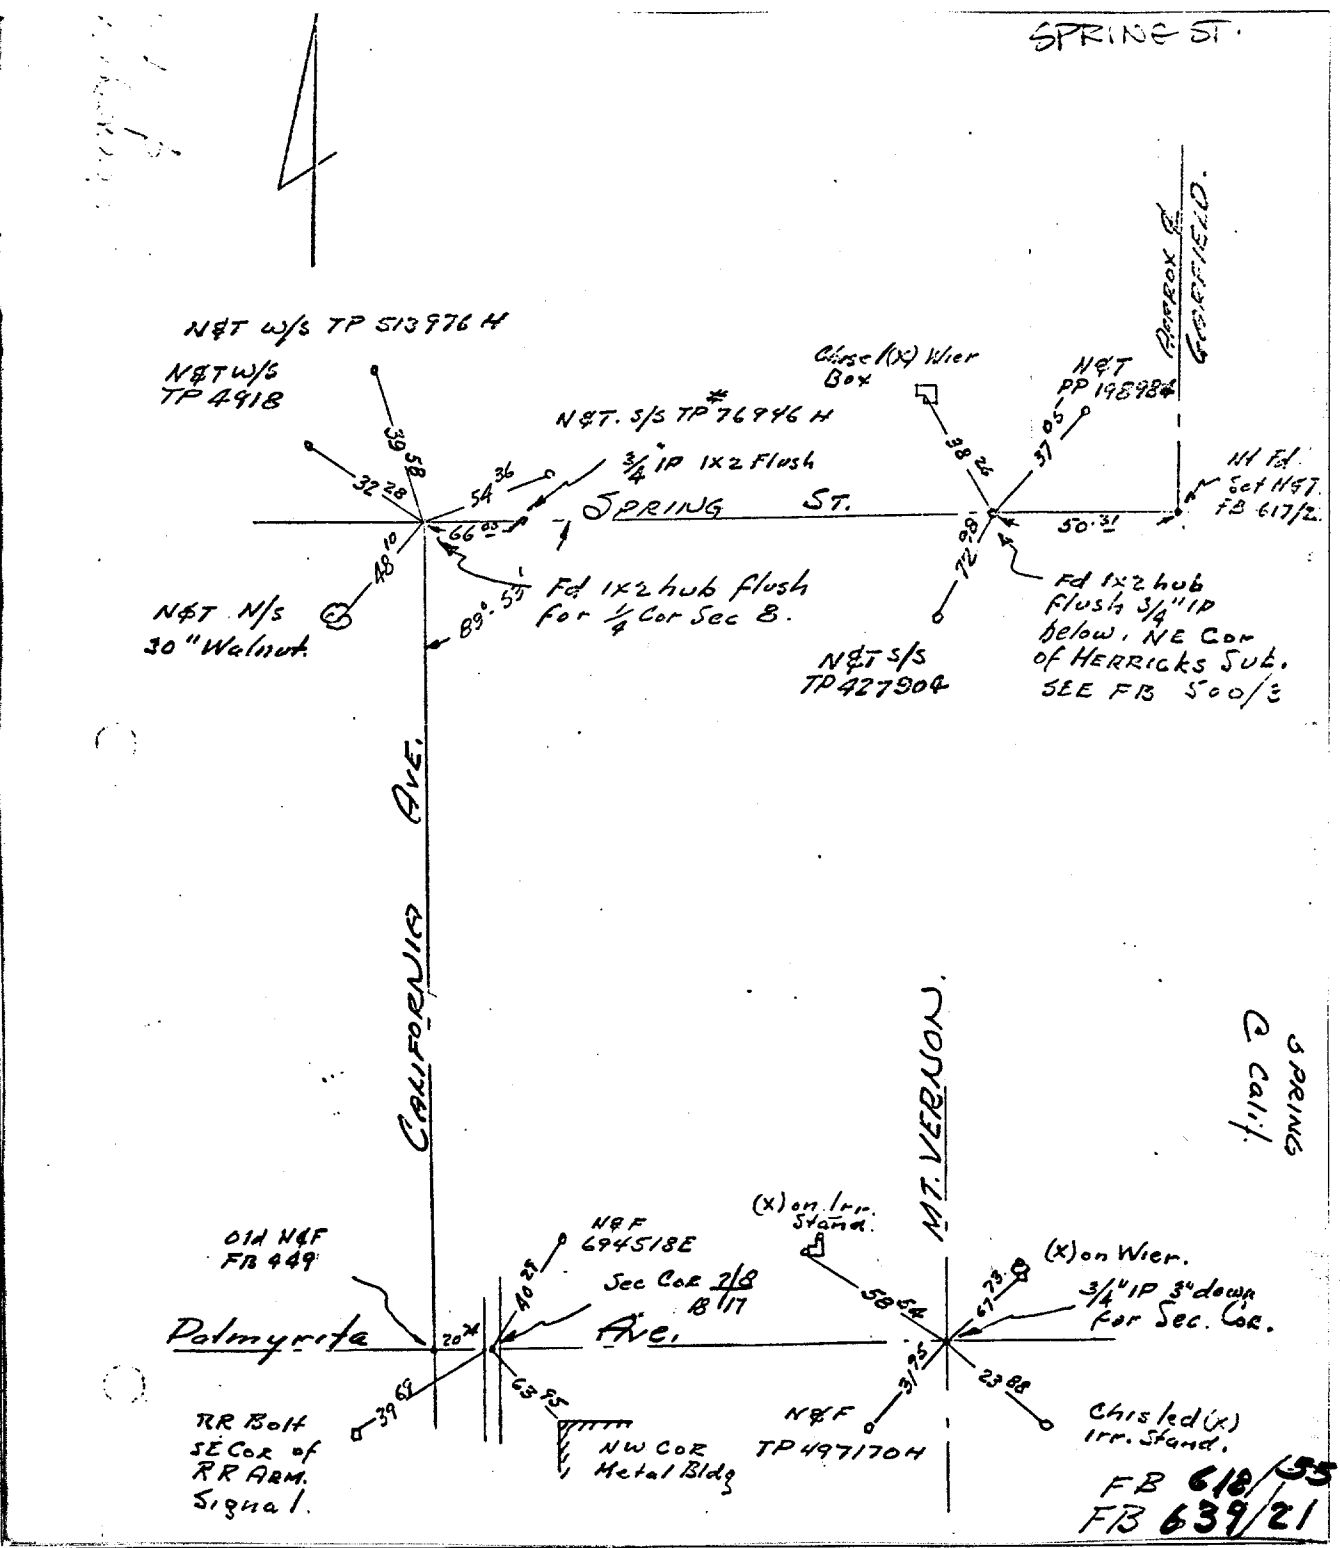 SPRING ST.
APPROX ℄
GARFIELD.
N&T W/S TP 513976 H
N&T W/S
TP 4918
39 58
32 28
54 36
N&T. S/S TP #76946 H
3/4" IP 1x2 Flush
66 05
48 10
N&T N/S
30" Walnut.
SPRING ST.
89° 55'
Fd 1x2 hub flush
for 1/4 Cor Sec 8.
Chisel (x) Wier
Box
38 26
N&T
PP 198984
37 05
50.31
72.98
N&T S/S
TP 427904
Fd 1x2 hub
flush 3/4" IP
below. NE Cor
of HERRICKS Sub.
SEE FB 500/3
Fd.
Set N&T.
FB 617/2
CALIFORNIA AVE.
MT. VERNON.
SPRING
@ Calif.
Old N&F
FB 449
N&F
694518E
40 29
Sec Cor 7/8
18/17
Palmyrita Ave.
20 24
39 69
63 95
RR Bolt
SE COR of
RR ARM.
Signal.
NW COR
Metal Bldg
(x) on Irr.
Stand.
58 64
67 23
(x) on Wier.
3/4" IP 3" down
for Sec. Cor.
31 95
23 88
N&F
TP 497170H
Chisled (x)
Irr. Stand.
FB 618/55
FB 639/21